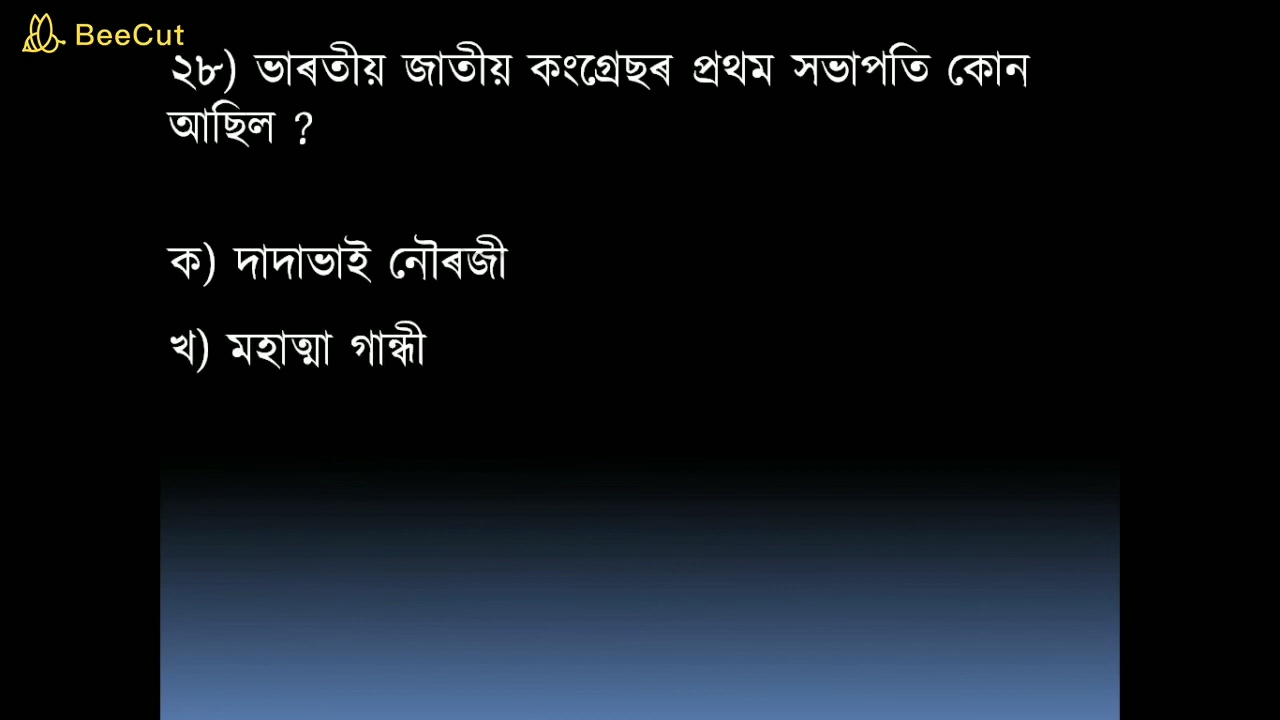 BeeCut
২৮) ভাৰতীয় জাতীয় কংগ্ৰেছৰ প্ৰথম সভাপতি কোন
আছিল ?
ক) দাদাভাই নৌৰজী
খ) মহাত্মা গান্ধী